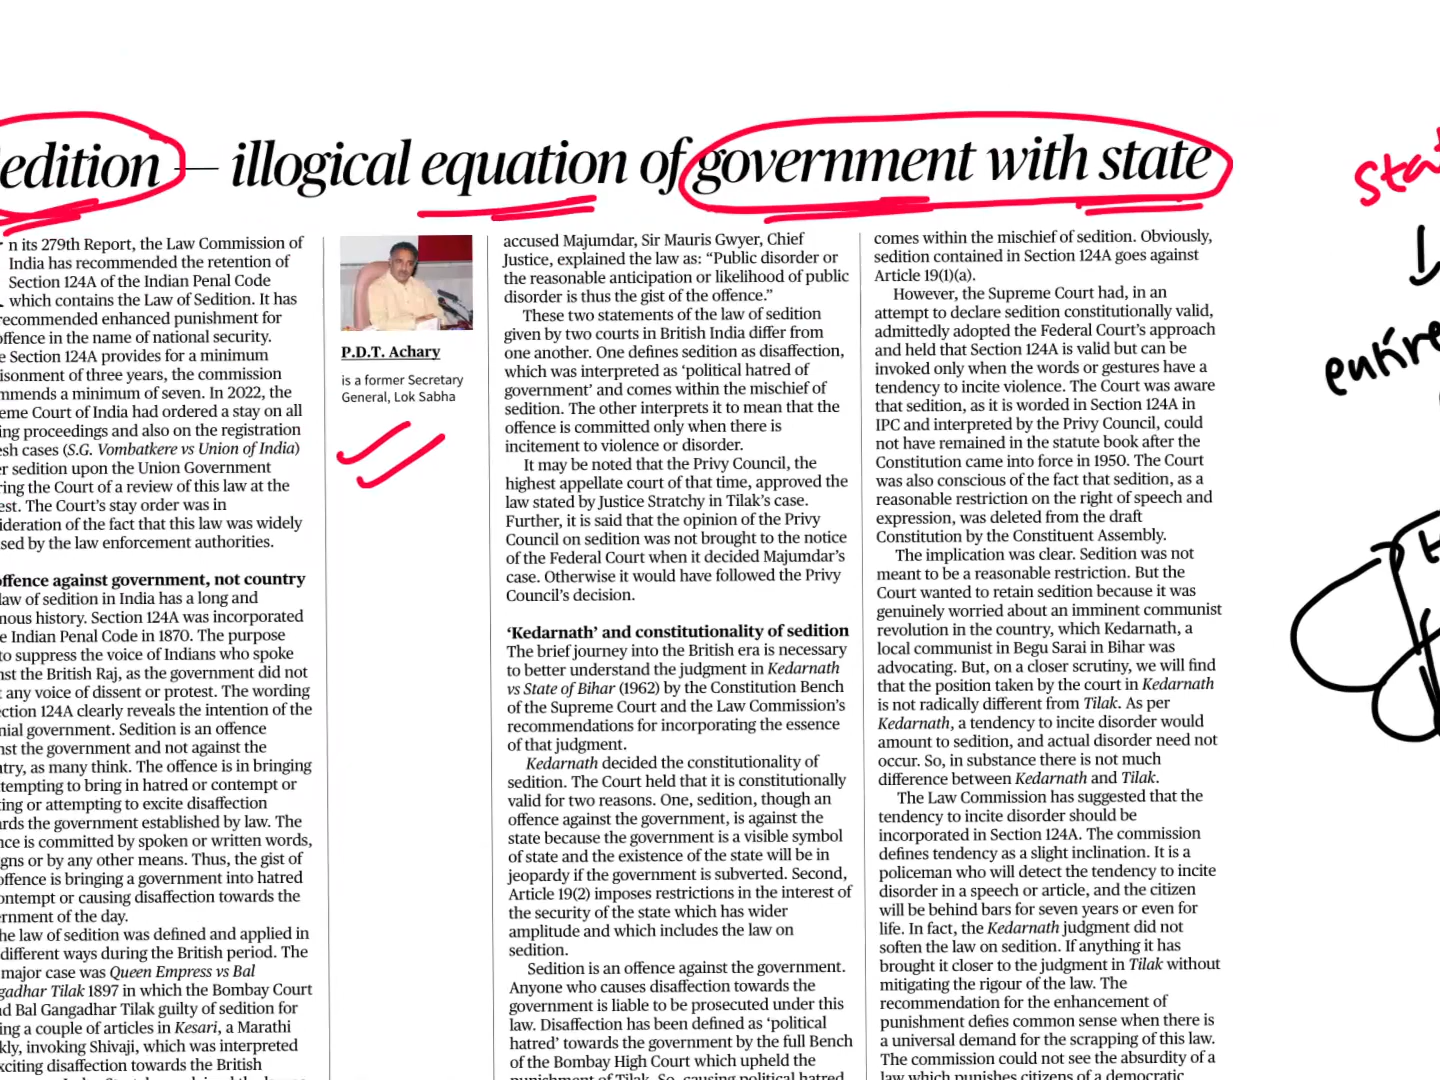 edition — illogical equation of government with state
n its 279th Report, the Law Commission of
India has recommended the retention of
Section 124A of the Indian Penal Code
which contains the Law of Sedition. It has
recommended enhanced punishment for
offence in the name of national security.
e Section 124A provides for a minimum
isonment of three years, the commission
mmends a minimum of seven. In 2022, the
eme Court of India had ordered a stay on all
ing proceedings and also on the registration
esh cases (S.G. Vombatkere vs Union of India)
er sedition upon the Union Government
ring the Court of a review of this law at the
est. The Court's stay order was in
ideration of the fact that this law was widely
sed by the law enforcement authorities.
offence against government, not country
law of sedition in India has a long and
mous history. Section 124A was incorporated
e Indian Penal Code in 1870. The purpose
to suppress the voice of Indians who spoke
nst the British Raj, as the government did not
t any voice of dissent or protest. The wording
ection 124A clearly reveals the intention of the
nial government. Sedition is an offence
nst the government and not against the
ntry, as many think. The offence is in bringing
ttempting to bring in hatred or contempt or
ting or attempting to excite disaffection
ards the government established by law. The
nce is committed by spoken or written words,
igns or by any other means. Thus, the gist of
offence is bringing a government into hatred
ontempt or causing disaffection towards the
ernment of the day.
he law of sedition was defined and applied in
different ways during the British period. The
major case was Queen Empress vs Bal
gadhar Tilak 1897 in which the Bombay Court
nd Bal Gangadhar Tilak guilty of sedition for
ing a couple of articles in Kesari, a Marathi
kly, invoking Shivaji, which was interpreted
xciting disaffection towards the British
P.D.T. Achary
is a former Secretary
General, Lok Sabha
accused Majumdar, Sir Mauris Gwyer, Chief
Justice, explained the law as: “Public disorder or
the reasonable anticipation or likelihood of public
disorder is thus the gist of the offence.”
These two statements of the law of sedition
given by two courts in British India differ from
one another. One defines sedition as disaffection,
which was interpreted as ‘political hatred of
government’ and comes within the mischief of
sedition. The other interprets it to mean that the
offence is committed only when there is
incitement to violence or disorder.
It may be noted that the Privy Council, the
highest appellate court of that time, approved the
law stated by Justice Stratchy in Tilak's case.
Further, it is said that the opinion of the Privy
Council on sedition was not brought to the notice
of the Federal Court when it decided Majumdar's
case. Otherwise it would have followed the Privy
Council's decision.
‘Kedarnath’ and constitutionality of sedition
The brief journey into the British era is necessary
to better understand the judgment in Kedarnath
vs State of Bihar (1962) by the Constitution Bench
of the Supreme Court and the Law Commission's
recommendations for incorporating the essence
of that judgment.
Kedarnath decided the constitutionality of
sedition. The Court held that it is constitutionally
valid for two reasons. One, sedition, though an
offence against the government, is against the
state because the government is a visible symbol
of state and the existence of the state will be in
jeopardy if the government is subverted. Second,
Article 19(2) imposes restrictions in the interest of
the security of the state which has wider
amplitude and which includes the law on
sedition.
Sedition is an offence against the government.
Anyone who causes disaffection towards the
government is liable to be prosecuted under this
law. Disaffection has been defined as ‘political
hatred’ towards the government by the full Bench
of the Bombay High Court which upheld the
punishment of Tilak. So, causing political hatred
comes within the mischief of sedition. Obviously,
sedition contained in Section 124A goes against
Article 19(1)(a).
However, the Supreme Court had, in an
attempt to declare sedition constitutionally valid,
admittedly adopted the Federal Court's approach
and held that Section 124A is valid but can be
invoked only when the words or gestures have a
tendency to incite violence. The Court was aware
that sedition, as it is worded in Section 124A in
IPC and interpreted by the Privy Council, could
not have remained in the statute book after the
Constitution came into force in 1950. The Court
was also conscious of the fact that sedition, as a
reasonable restriction on the right of speech and
expression, was deleted from the draft
Constitution by the Constituent Assembly.
The implication was clear. Sedition was not
meant to be a reasonable restriction. But the
Court wanted to retain sedition because it was
genuinely worried about an imminent communist
revolution in the country, which Kedarnath, a
local communist in Begu Sarai in Bihar was
advocating. But, on a closer scrutiny, we will find
that the position taken by the court in Kedarnath
is not radically different from Tilak. As per
Kedarnath, a tendency to incite disorder would
amount to sedition, and actual disorder need not
occur. So, in substance there is not much
difference between Kedarnath and Tilak.
The Law Commission has suggested that the
tendency to incite disorder should be
incorporated in Section 124A. The commission
defines tendency as a slight inclination. It is a
policeman who will detect the tendency to incite
disorder in a speech or article, and the citizen
will be behind bars for seven years or even for
life. In fact, the Kedarnath judgment did not
soften the law on sedition. If anything it has
brought it closer to the judgment in Tilak without
mitigating the rigour of the law. The
recommendation for the enhancement of
punishment defies common sense when there is
a universal demand for the scrapping of this law.
The commission could not see the absurdity of a
law which punishes citizens of a democratic
stat
entire